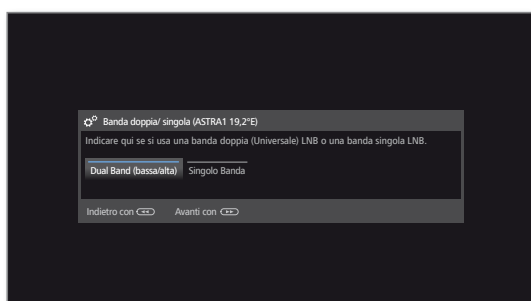 Banda doppia/ singola (ASTRA1 19,2°E)
Indicare qui se si usa una banda doppia (Universale) LNB o una banda singola LNB.
Dual Band (bassa/alta) Singolo Banda
Indietro con Avanti con